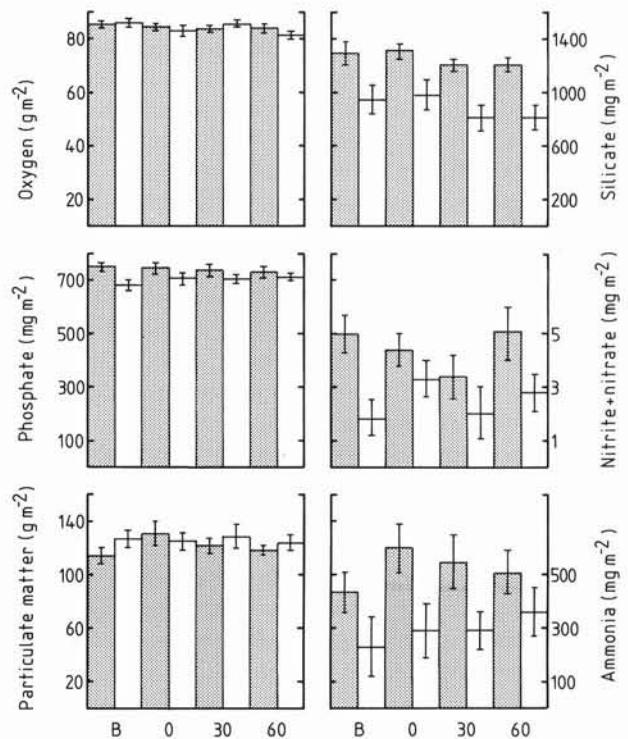 Oxygen (g m-2)
80
60
40
20
Silicate (mg m-2)
1400
1000
600
200
Phosphate (mg m-2)
700
500
300
100
Nitrite+nitrate (mg m-2)
5
3
1
Particulate matter (g m-2)
140
100
60
20
Ammonia (mg m-2)
500
300
100
B 0 30 60
B 0 30 60